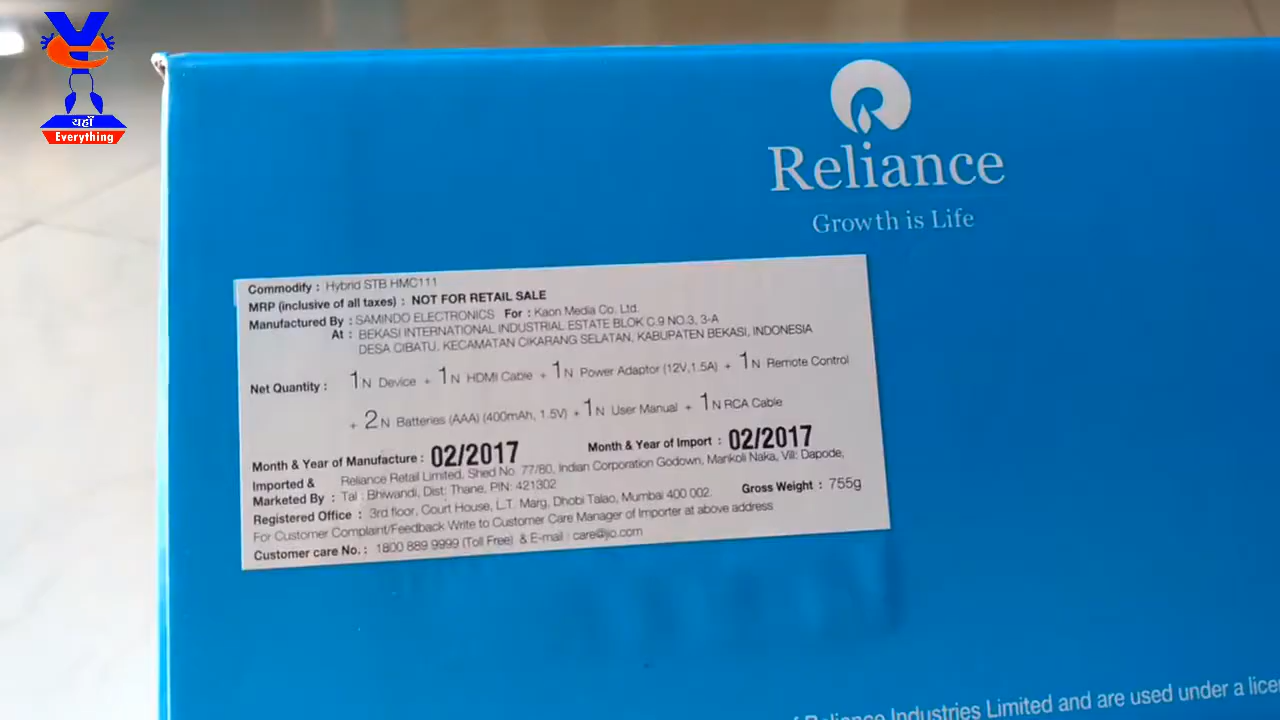 यहाँ
Everything
Reliance
Growth is Life
Commodify : Hybrid STB HMC111
MRP (inclusive of all taxes) : NOT FOR RETAIL SALE
Manufactured By : SAMINDO ELECTRONICS For : Kaon Media Co. Ltd.
At : BEKASI INTERNATIONAL INDUSTRIAL ESTATE BLOK C.9 NO.3, 3-A
DESA CIBATU, KECAMATAN CIKARANG SELATAN, KABUPATEN BEKASI, INDONESIA
Net Quantity : 1N Device + 1N HDMI Cable + 1N Power Adaptor (12V,1.5A) + 1N Remote Control
+ 2N Batteries (AAA) (400mAh, 1.5V) + 1N User Manual + 1N RCA Cable
Month & Year of Manufacture : 02/2017 Month & Year of Import : 02/2017
Imported & Marketed By : Reliance Retail Limited, Shed No. 77/80, Indian Corporation Godown, Mankoli Naka, Vill: Dapode,
Tal : Bhiwandi, Dist: Thane, PIN: 421302
Registered Office : 3rd floor, Court House, L.T. Marg, Dhobi Talao, Mumbai 400 002. Gross Weight : 755g
For Customer Complaint/Feedback Write to Customer Care Manager of Importer at above address
Customer care No. : 1800 889 9999 (Toll Free) & E-mail : care@jio.com
Reliance Industries Limited and are used under a